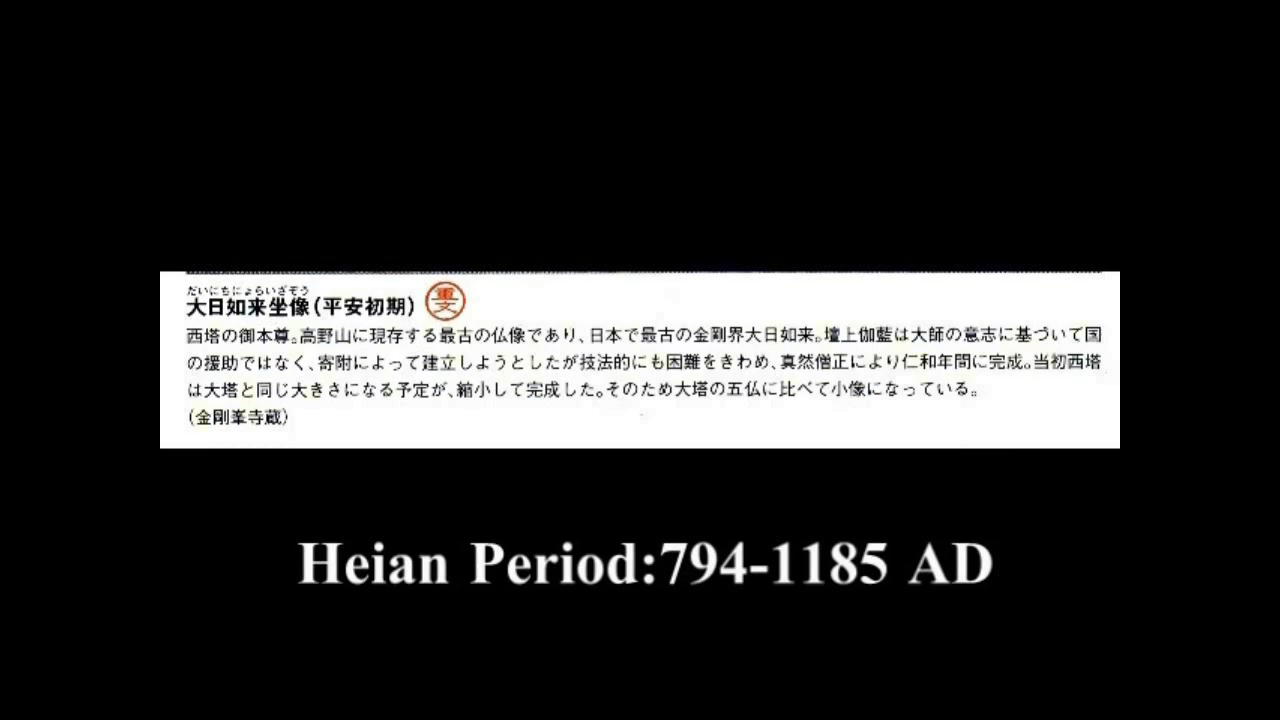 だいにちにょらいざぞう
大日如来坐像(平安初期) 重文
西塔の御本尊。高野山に現存する最古の仏像であり、日本で最古の金剛界大日如来。壇上伽藍は大師の意志に基づいて国
の援助ではなく、寄附によって建立しようとしたが技法的にも困難をきわめ、真然僧正により仁和年間に完成。当初西塔
は大塔と同じ大きさになる予定が、縮小して完成した。そのため大塔の五仏に比べて小像になっている。
(金剛峯寺蔵)
Heian Period:794-1185 AD